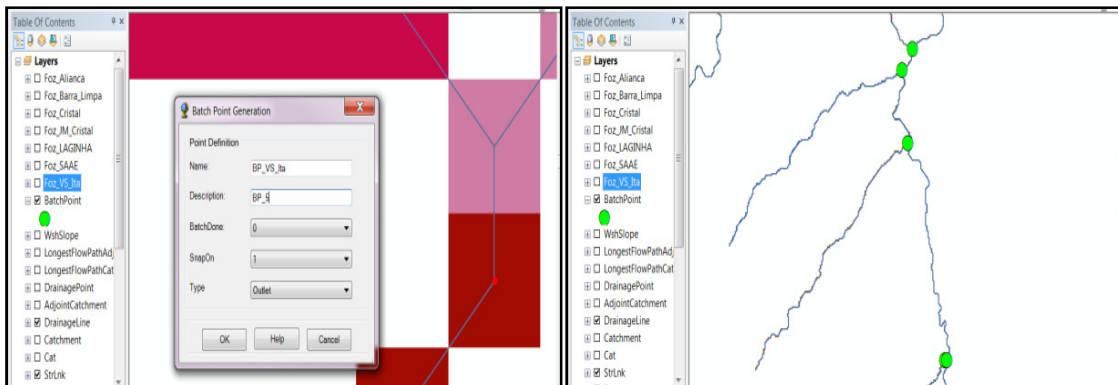 Table Of Contents
Layers
Foz_Alianca
Foz_Barra_Limpa
Foz_Cristal
Foz_JM_Cristal
Foz_LAGINHA
Foz_SAAE
Foz_VS_Ita
BatchPoint
WshSlope
LongestFlowPathAdj
LongestFlowPathCat
DrainagePoint
AdjointCatchment
DrainageLine
Catchment
Cat
StrLnk
Batch Point Generation
Point Definition
Name: BP_VS_Ita
Description: BP_5
BatchDone: 0
SnapOn: 1
Type Outlet
OK Help Cancel
Table Of Contents
Layers
Foz_Alianca
Foz_Barra_Limpa
Foz_Cristal
Foz_JM_Cristal
Foz_LAGINHA
Foz_SAAE
Foz_VS_Ita
BatchPoint
WshSlope
LongestFlowPathAdj
LongestFlowPathCat
DrainagePoint
AdjointCatchment
DrainageLine
Catchment
Cat
StrLnk